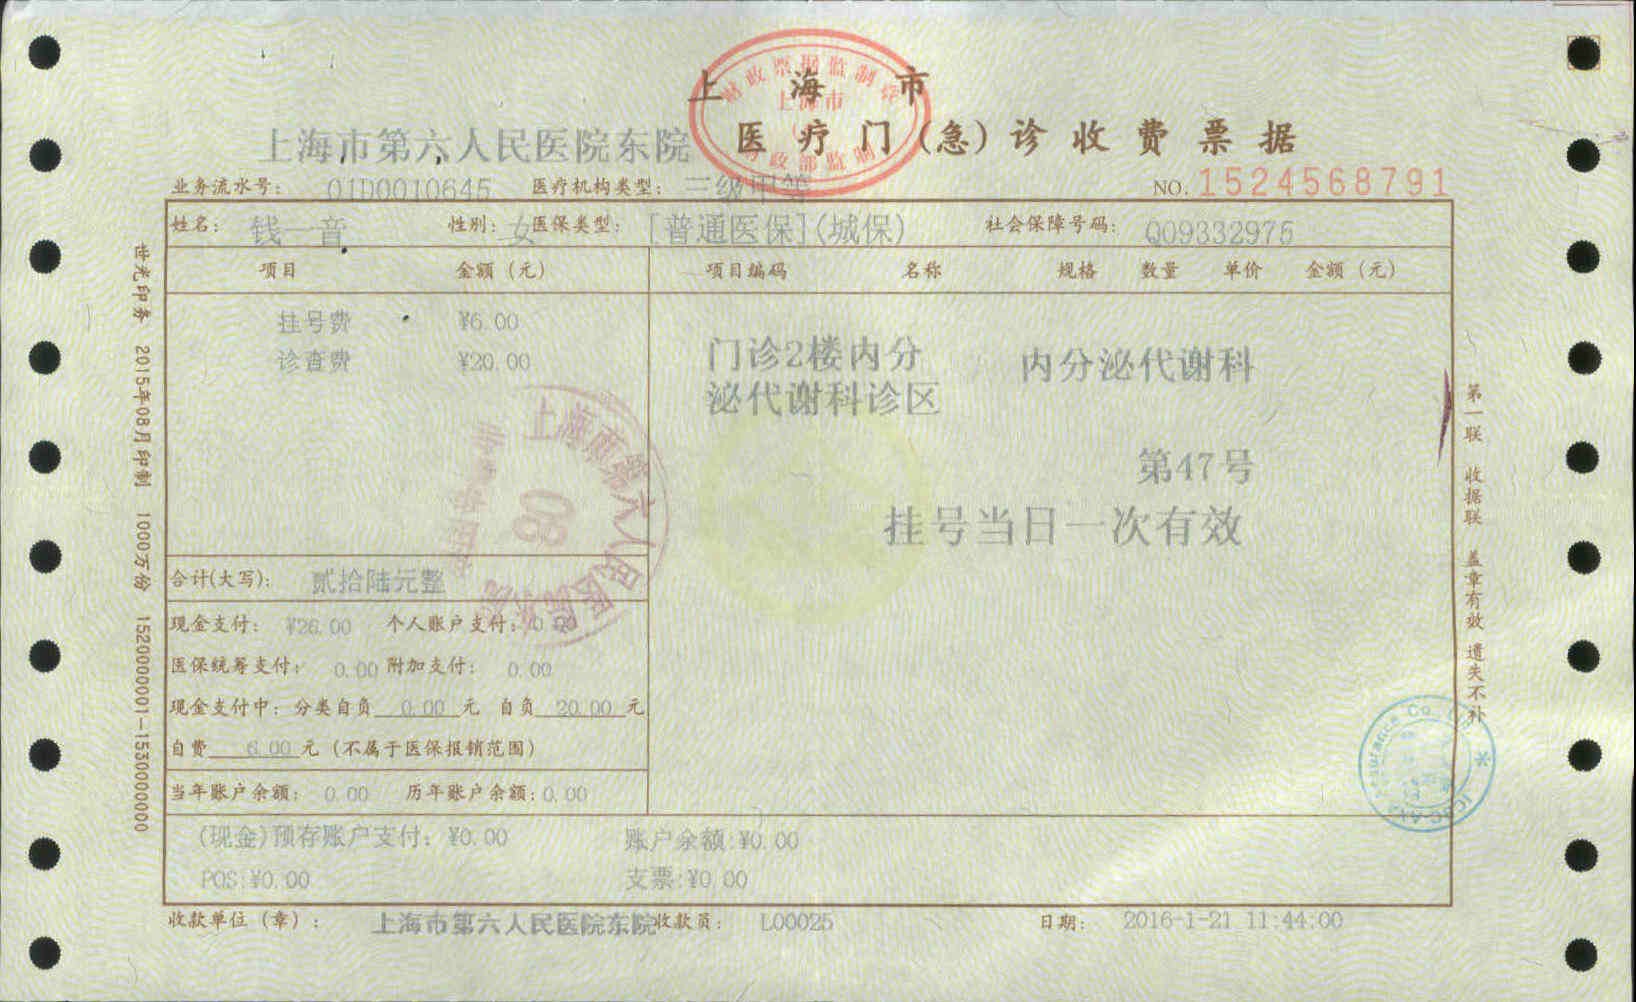 上海市
上海市第六人民医院东院 医疗门(急)诊收费票据
财政票据监制章
上海市
财政部监制
业务流水号: 01D0010645 医疗机构类型: 三级甲等 NO. 1524568791
姓名: 钱一音 性别: 女 医保类型: [普通医保](城保) 社会保障号码: Q09332975
项目 金额(元) 项目编码 名称 规格 数量 单价 金额(元)
挂号费 ¥6.00
诊查费 ¥20.00
门诊2楼内分 内分泌代谢科
泌代谢科诊区
第47号
挂号当日一次有效
上海市第六人民医院东院
08
合计(大写): 贰拾陆元整
现金支付: ¥26.00 个人账户支付:
医保统筹支付: 0.00 附加支付: 0.00
现金支付中: 分类自负 0.00 元 自负 20.00 元
自费 6.00 元 (不属于医保报销范围)
当年账户余额: 0.00 历年账户余额: 0.00
(现金)预存账户支付: ¥0.00 账户余额:¥0.00
POS:¥0.00 支票:¥0.00
收款单位(章): 上海市第六人民医院东院 收款员: L00025 日期: 2016-1-21 11:44:00
世光印务 2015年08月印制 1000万份 1520000001-1530000000
第一联 收据联 盖章有效 遗失不补